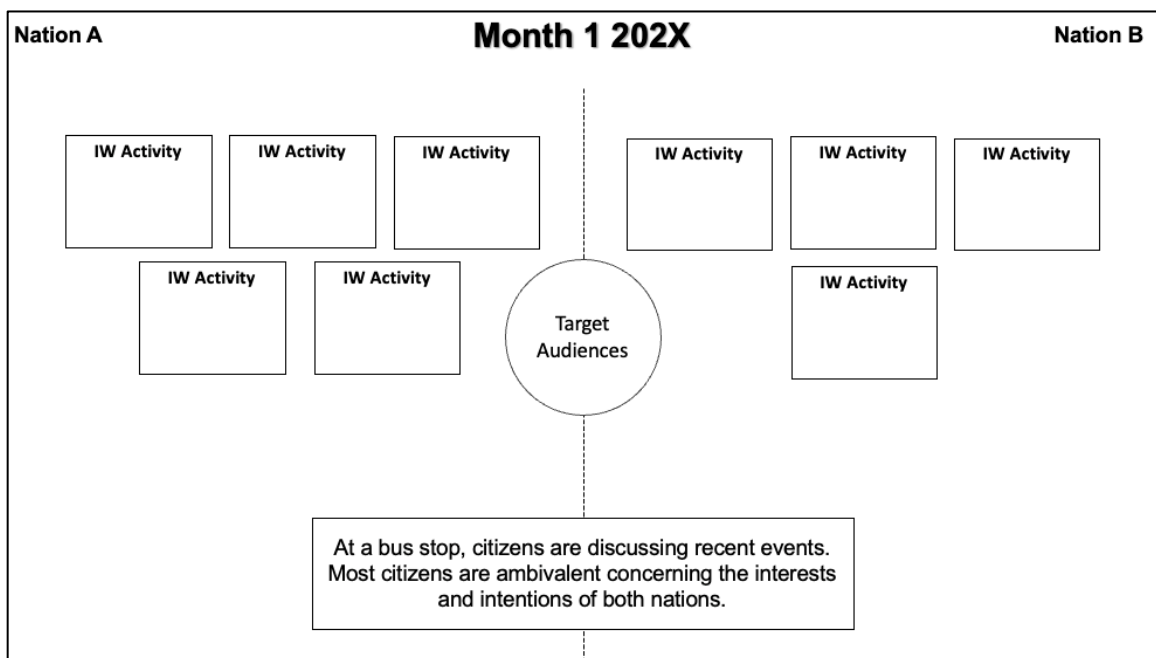 Nation A
Month 1 202X
Nation B
IW Activity
IW Activity
IW Activity
IW Activity
IW Activity
IW Activity
IW Activity
IW Activity
IW Activity
Target
Audiences
At a bus stop, citizens are discussing recent events.
Most citizens are ambivalent concerning the interests
and intentions of both nations.